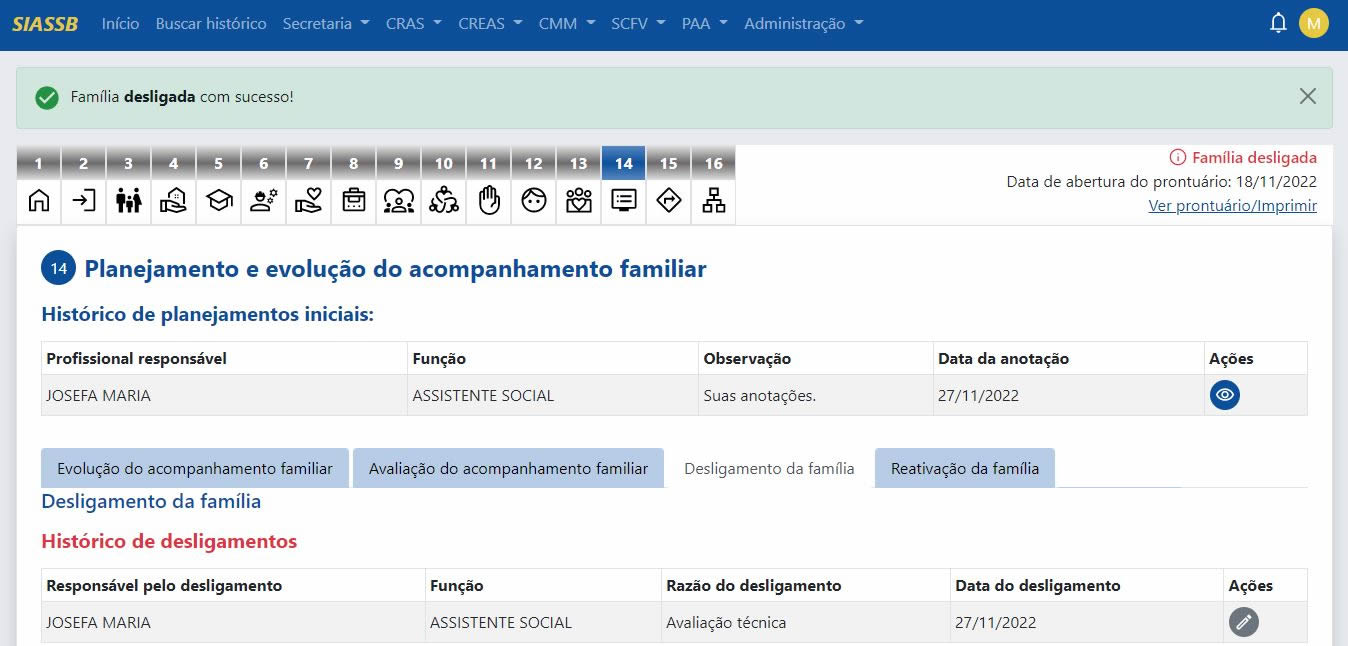 SIASSB Início Buscar histórico Secretaria CRAS CREAS CMM SCFV PAA Administração M
Família desligada com sucesso!
1 2 3 4 5 6 7 8 9 10 11 12 13 14 15 16
Família desligada
Data de abertura do prontuário: 18/11/2022
Ver prontuário/Imprimir
14 Planejamento e evolução do acompanhamento familiar
Histórico de planejamentos iniciais:
Profissional responsável Função Observação Data da anotação Ações
JOSEFA MARIA ASSISTENTE SOCIAL Suas anotações. 27/11/2022
Evolução do acompanhamento familiar Avaliação do acompanhamento familiar Desligamento da família Reativação da família
Desligamento da família
Histórico de desligamentos
Responsável pelo desligamento Função Razão do desligamento Data do desligamento Ações
JOSEFA MARIA ASSISTENTE SOCIAL Avaliação técnica 27/11/2022